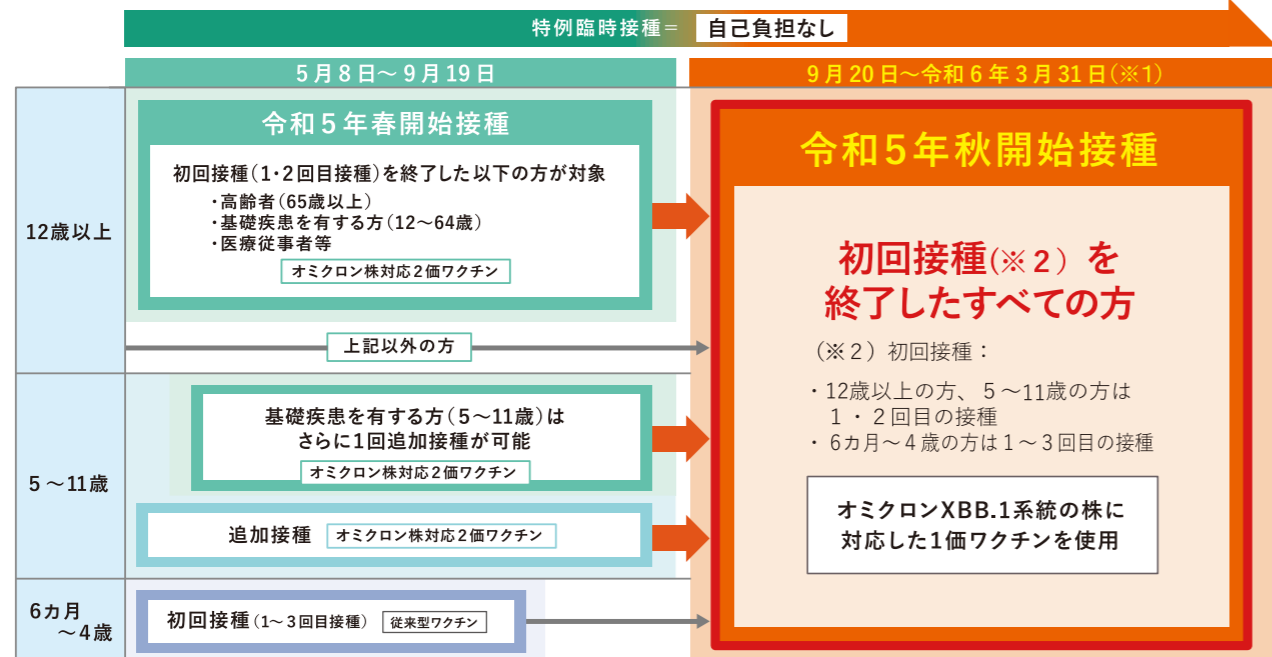 特例臨時接種= 自己負担なし
5月8日～9月19日
9月20日～令和6年3月31日(※1)
12歳以上
令和5年春開始接種
初回接種(1・2回目接種)を終了した以下の方が対象
・高齢者(65歳以上)
・基礎疾患を有する方(12～64歳)
・医療従事者等
オミクロン株対応2価ワクチン
上記以外の方
5～11歳
基礎疾患を有する方(5～11歳)は
さらに1回追加接種が可能
オミクロン株対応2価ワクチン
追加接種 オミクロン株対応2価ワクチン
6カ月
～4歳
初回接種(1～3回目接種) 従来型ワクチン
令和5年秋開始接種
初回接種(※2)を
終了したすべての方
(※2)初回接種：
・12歳以上の方、5～11歳の方は
1・2回目の接種
・6カ月～4歳の方は1～3回目の接種
オミクロンXBB.1系統の株に
対応した1価ワクチンを使用